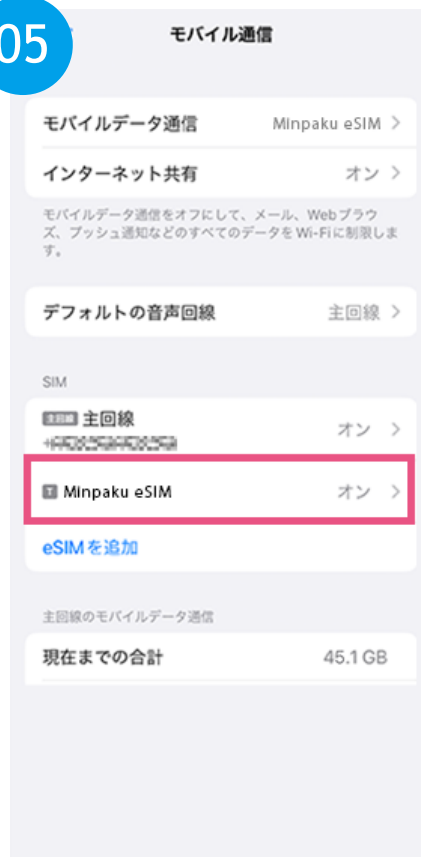 05
モバイル通信
モバイルデータ通信 Minpaku eSIM
インターネット共有 オン
モバイルデータ通信をオフにして、メール、Webブラウ
ズ、プッシュ通知などのすべてのデータをWi-Fiに制限しま
す。
デフォルトの音声回線 主回線
SIM
主回線 主回線 オン
T Minpaku eSIM オン
eSIMを追加
主回線のモバイルデータ通信
現在までの合計 45.1 GB